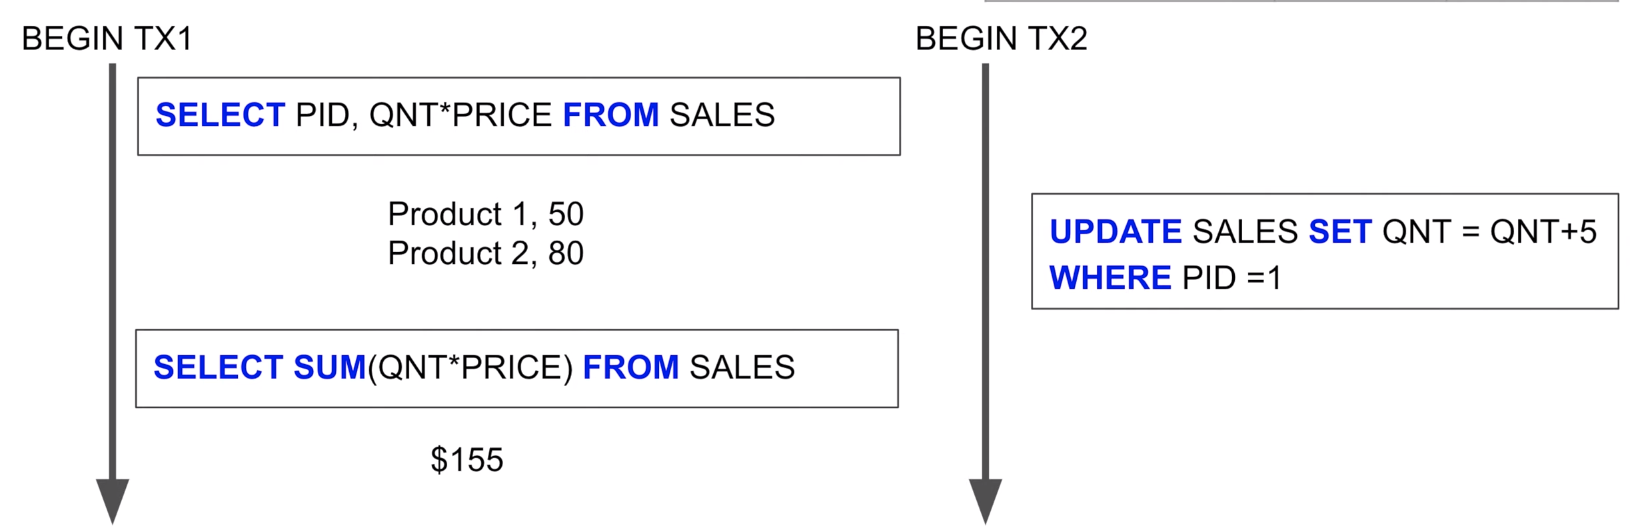 BEGIN TX1
SELECT PID, QNT*PRICE FROM SALES
Product 1, 50
Product 2, 80
SELECT SUM(QNT*PRICE) FROM SALES
$155
BEGIN TX2
UPDATE SALES SET QNT = QNT+5
WHERE PID =1